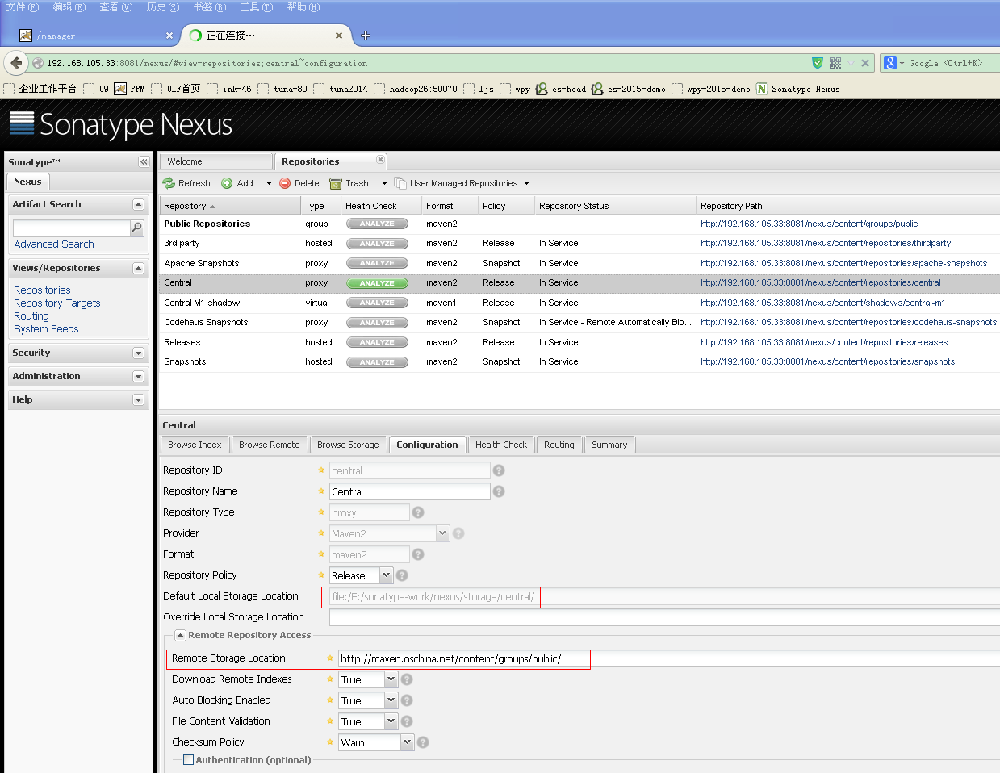 文件(F) 编辑(E) 查看(V) 历史(S) 书签(B) 工具(T) 帮助(H)
/manager × 正在连接… ×
192.168.105.33:8081/nexus/#view-repositories;central~configuration Google <Ctrl+K>
企业工作平台 U9 PPM UIF首页 ink-46 tuna-80 tuna2014 hadoop26:50070 ljs wpy es-head es-2015-demo wpy-2015-demo Sonatype Nexus
Sonatype Nexus
Sonatype™
Nexus
Artifact Search
Advanced Search
Views/Repositories
Repositories
Repository Targets
Routing
System Feeds
Security
Administration
Help
Welcome Repositories
Refresh Add... Delete Trash... User Managed Repositories
Repository Type Health Check Format Policy Repository Status Repository Path
Public Repositories group ANALYZE maven2 http://192.168.105.33:8081/nexus/content/groups/public
3rd party hosted ANALYZE maven2 Release In Service http://192.168.105.33:8081/nexus/content/repositories/thirdparty
Apache Snapshots proxy ANALYZE maven2 Snapshot In Service http://192.168.105.33:8081/nexus/content/repositories/apache-snapshots
Central proxy ANALYZE maven2 Release In Service http://192.168.105.33:8081/nexus/content/repositories/central
Central M1 shadow virtual ANALYZE maven1 Release In Service http://192.168.105.33:8081/nexus/content/shadows/central-m1
Codehaus Snapshots proxy ANALYZE maven2 Snapshot In Service - Remote Automatically Blo... http://192.168.105.33:8081/nexus/content/repositories/codehaus-snapshots
Releases hosted ANALYZE maven2 Release In Service http://192.168.105.33:8081/nexus/content/repositories/releases
Snapshots hosted ANALYZE maven2 Snapshot In Service http://192.168.105.33:8081/nexus/content/repositories/snapshots
Central
Browse Index Browse Remote Browse Storage Configuration Health Check Routing Summary
Repository ID central
Repository Name Central
Repository Type proxy
Provider Maven2
Format maven2
Repository Policy Release
Default Local Storage Location file:/E:/sonatype-work/nexus/storage/central/
Override Local Storage Location
Remote Repository Access
Remote Storage Location http://maven.oschina.net/content/groups/public/
Download Remote Indexes True
Auto Blocking Enabled True
File Content Validation True
Checksum Policy Warn
Authentication (optional)